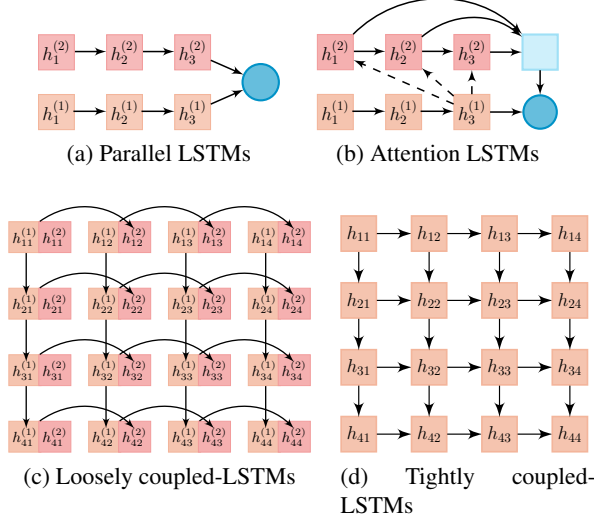 h_1^{(2)} h_2^{(2)} h_3^{(2)}
h_1^{(1)} h_2^{(1)} h_3^{(1)}
(a) Parallel LSTMs
h_1^{(2)} h_2^{(2)} h_3^{(2)}
h_1^{(1)} h_2^{(1)} h_3^{(1)}
(b) Attention LSTMs
h_{11}^{(1)} h_{11}^{(2)} h_{12}^{(1)} h_{12}^{(2)} h_{13}^{(1)} h_{13}^{(2)} h_{14}^{(1)} h_{14}^{(2)}
h_{21}^{(1)} h_{21}^{(2)} h_{22}^{(1)} h_{22}^{(2)} h_{23}^{(1)} h_{23}^{(2)} h_{24}^{(1)} h_{24}^{(2)}
h_{31}^{(1)} h_{31}^{(2)} h_{32}^{(1)} h_{32}^{(2)} h_{33}^{(1)} h_{33}^{(2)} h_{34}^{(1)} h_{34}^{(2)}
h_{41}^{(1)} h_{41}^{(2)} h_{42}^{(1)} h_{42}^{(2)} h_{43}^{(1)} h_{43}^{(2)} h_{44}^{(1)} h_{44}^{(2)}
(c) Loosely coupled-LSTMs
h_{11} h_{12} h_{13} h_{14}
h_{21} h_{22} h_{23} h_{24}
h_{31} h_{32} h_{33} h_{34}
h_{41} h_{42} h_{43} h_{44}
(d) Tightly coupled-
LSTMs